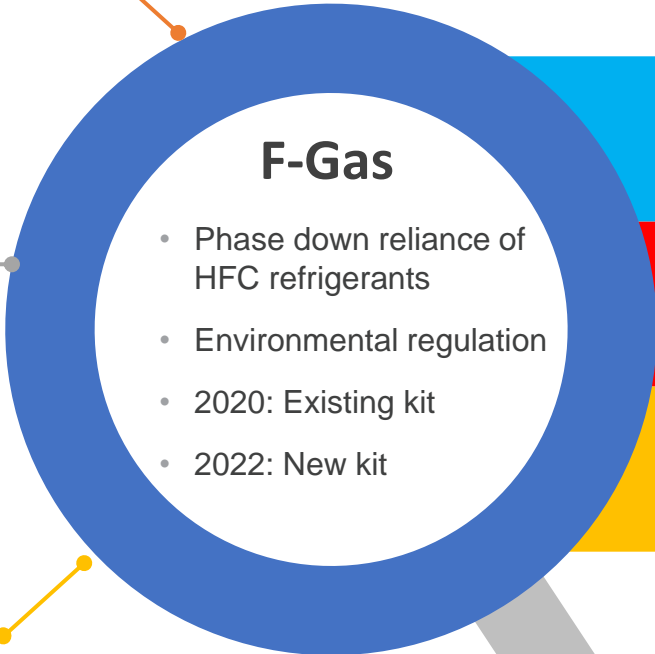 F-Gas
• Phase down reliance of
HFC refrigerants
• Environmental regulation
• 2020: Existing kit
• 2022: New kit